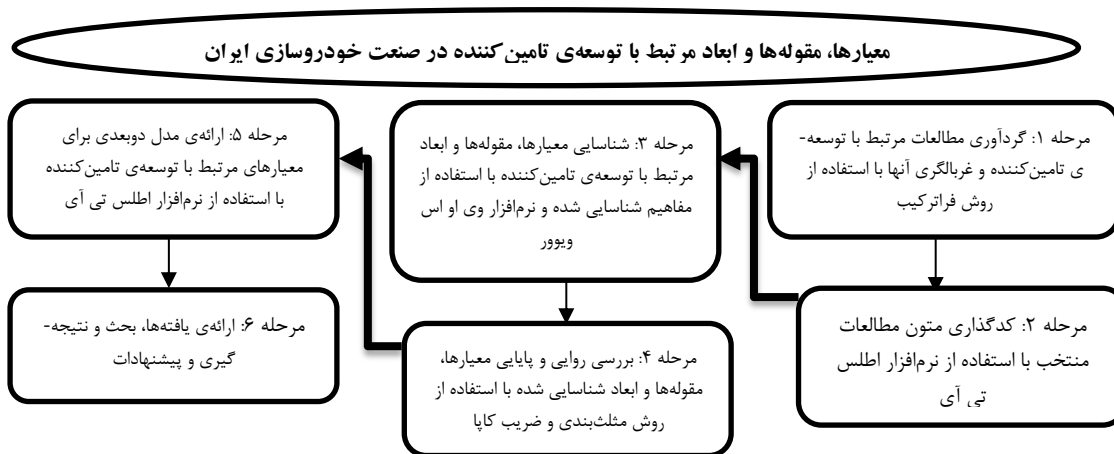 معیارها، مقوله‌ها و ابعاد مرتبط با توسعه‌ی تامین‌کننده در صنعت خودروسازی ایران
مرحله ۱: گردآوری مطالعات مرتبط با توسعه-
ی تامین‌کننده و غربالگری آنها با استفاده از
روش فراترکیب
مرحله ۲: کدگذاری متون مطالعات
منتخب با استفاده از نرم‌افزار اطلس
تی آی
مرحله ۳: شناسایی معیارها، مقوله‌ها و ابعاد
مرتبط با توسعه‌ی تامین‌کننده با استفاده از
مفاهیم شناسایی شده و نرم‌افزار وی او اس
ویوور
مرحله ۴: بررسی روایی و پایایی معیارها،
مقوله‌ها و ابعاد شناسایی شده با استفاده از
روش مثلث‌بندی و ضریب کاپا
مرحله ۵: ارائه‌ی مدل دوبعدی برای
معیارهای مرتبط با توسعه‌ی تامین‌کننده
با استفاده از نرم‌افزار اطلس تی آی
مرحله ۶: ارائه‌ی یافته‌ها، بحث و نتیجه-
گیری و پیشنهادات